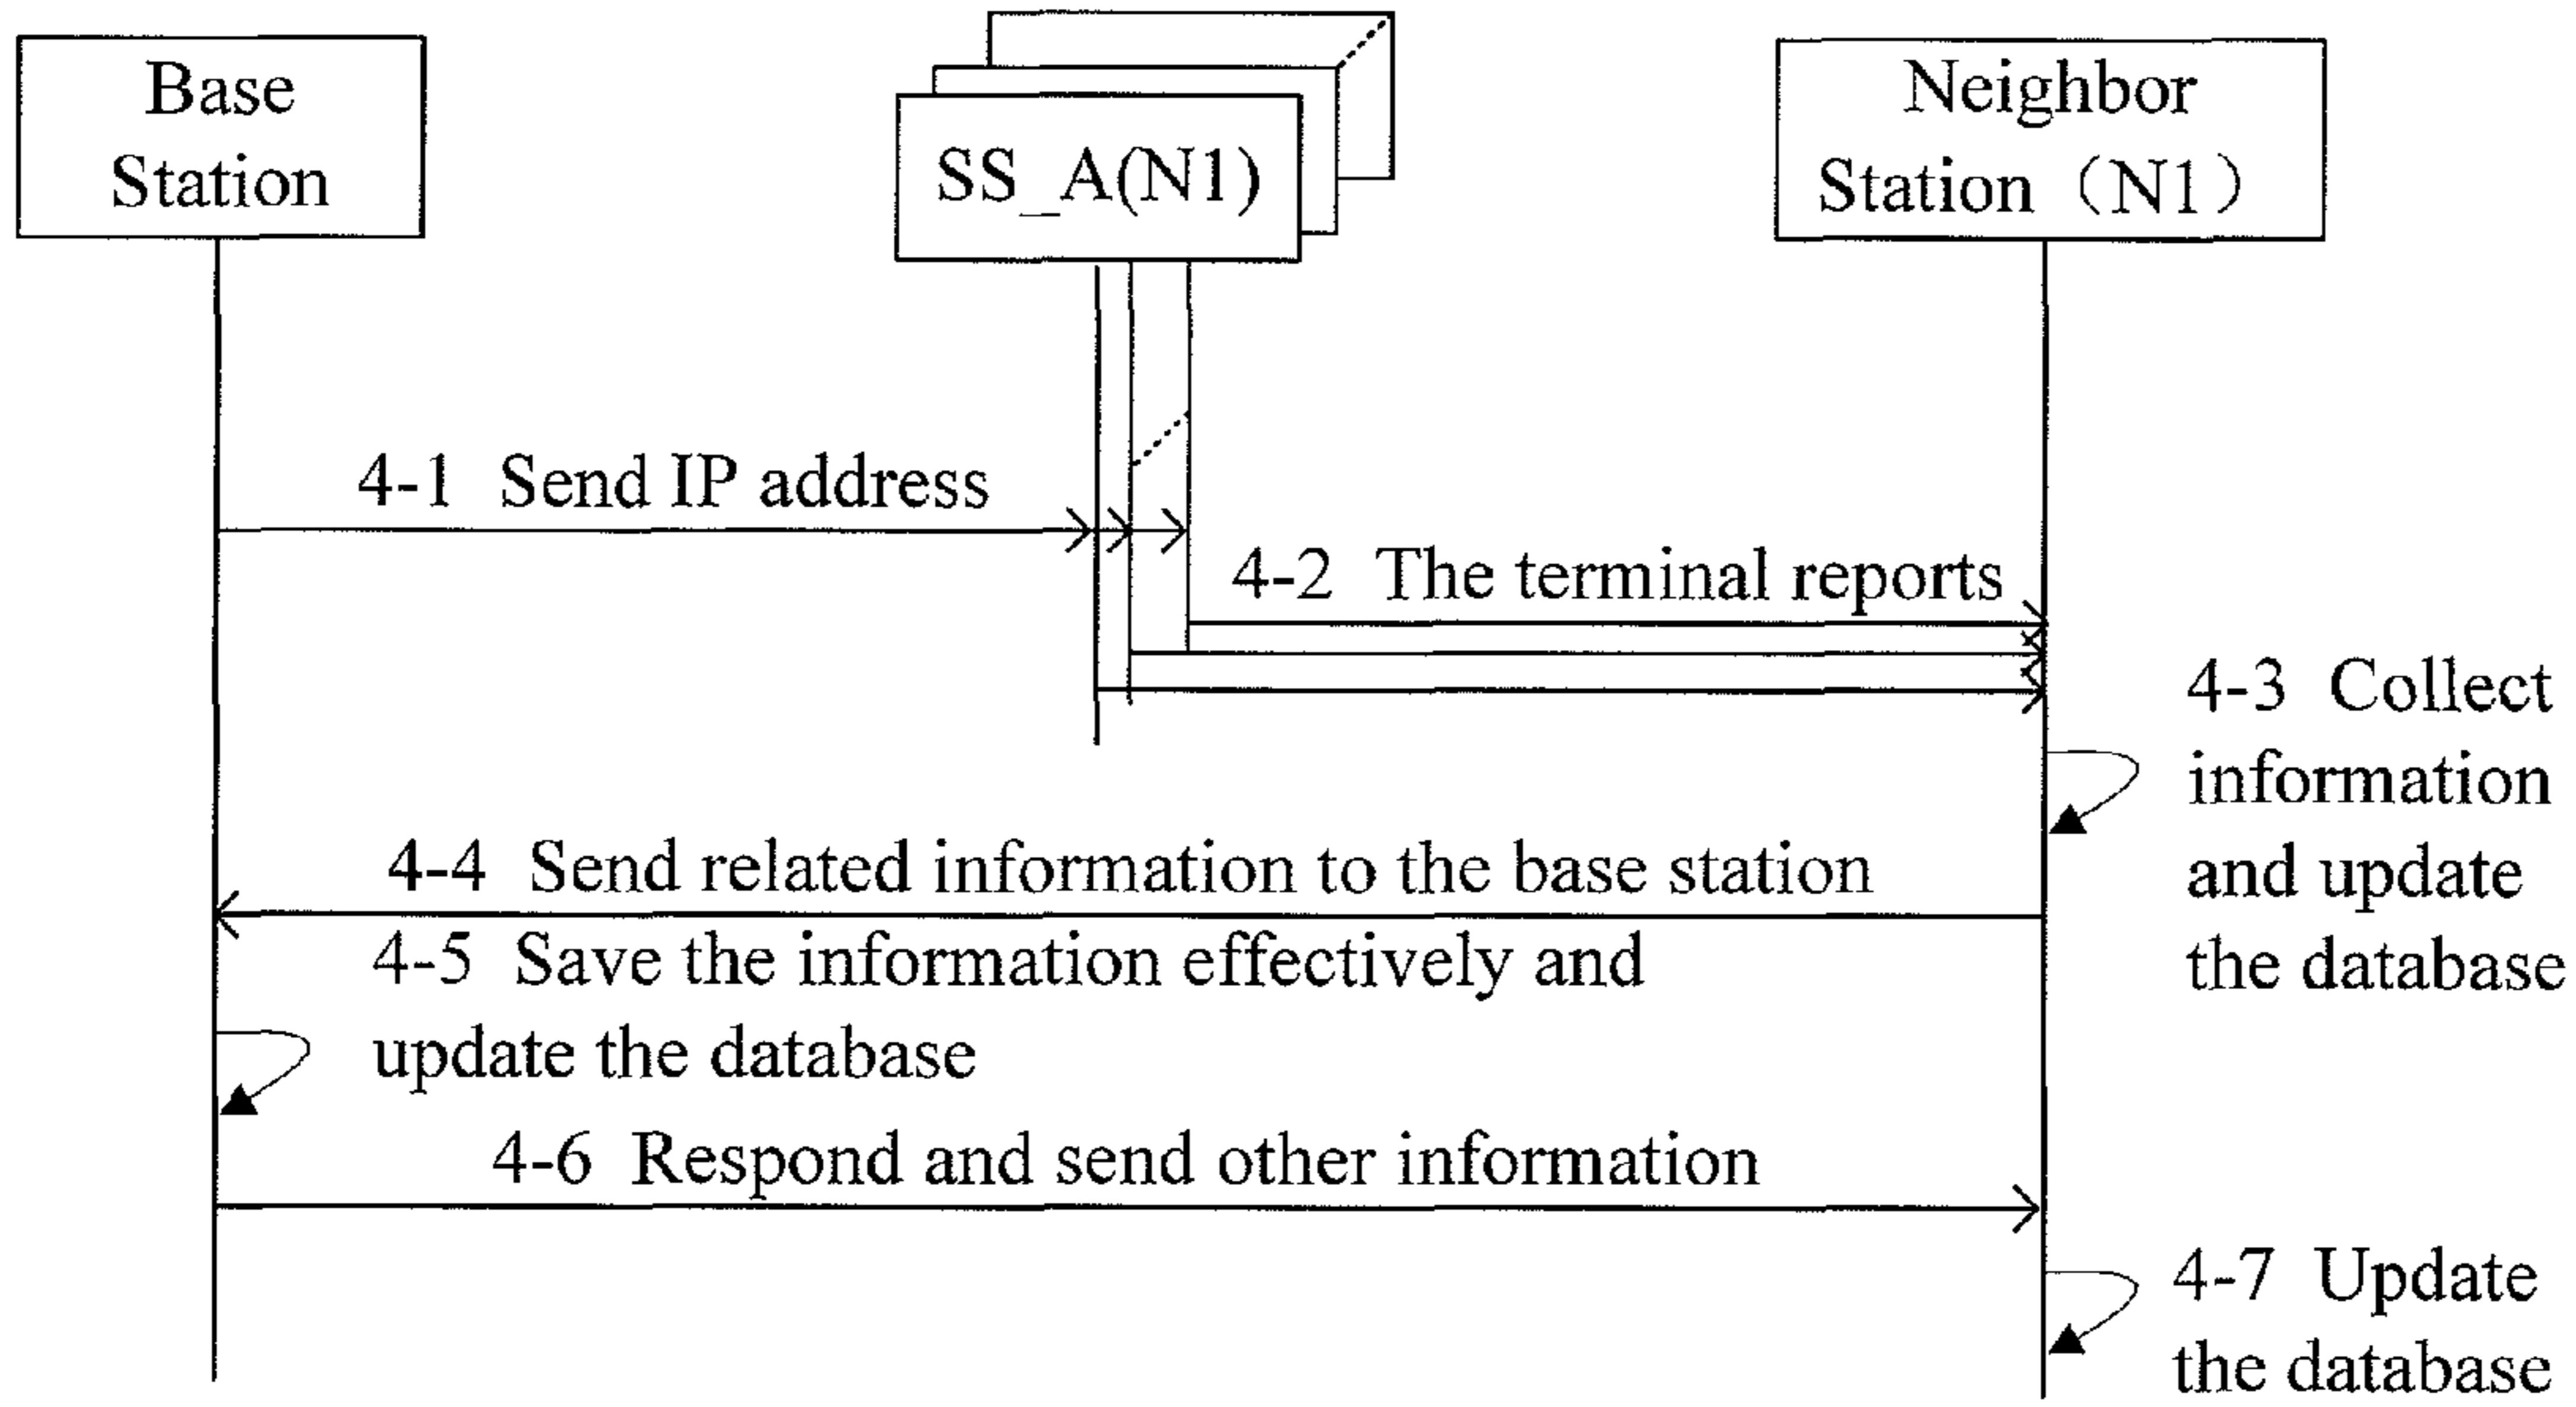 Base
Station
SS_A(N1)
Neighbor
Station（N1）
4-1 Send IP address
4-2 The terminal reports
4-3 Collect
information
and update
the database
4-4 Send related information to the base station
4-5 Save the information effectively and
update the database
4-6 Respond and send other information
4-7 Update
the database